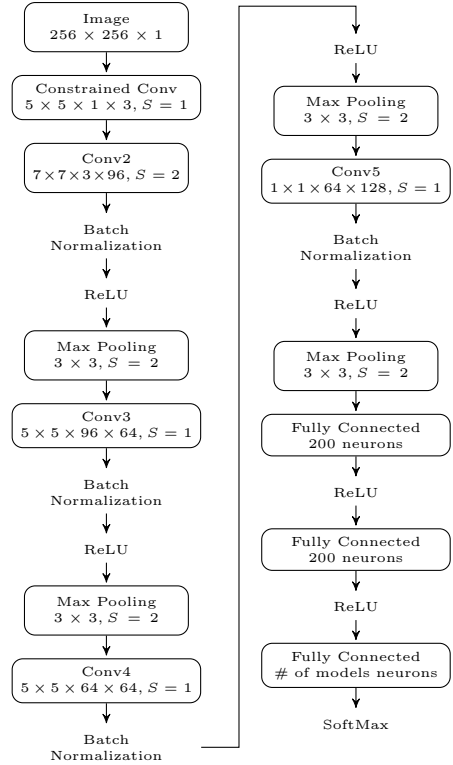 Image
256 × 256 × 1
Constrained Conv
5 × 5 × 1 × 3, S = 1
Conv2
7×7×3×96, S = 2
Batch
Normalization
ReLU
Max Pooling
3 × 3, S = 2
Conv3
5 × 5 × 96 × 64, S = 1
Batch
Normalization
ReLU
Max Pooling
3 × 3, S = 2
Conv4
5 × 5 × 64 × 64, S = 1
Batch
Normalization
ReLU
Max Pooling
3 × 3, S = 2
Conv5
1×1×64×128, S = 1
Batch
Normalization
ReLU
Max Pooling
3 × 3, S = 2
Fully Connected
200 neurons
ReLU
Fully Connected
200 neurons
ReLU
Fully Connected
# of models neurons
SoftMax